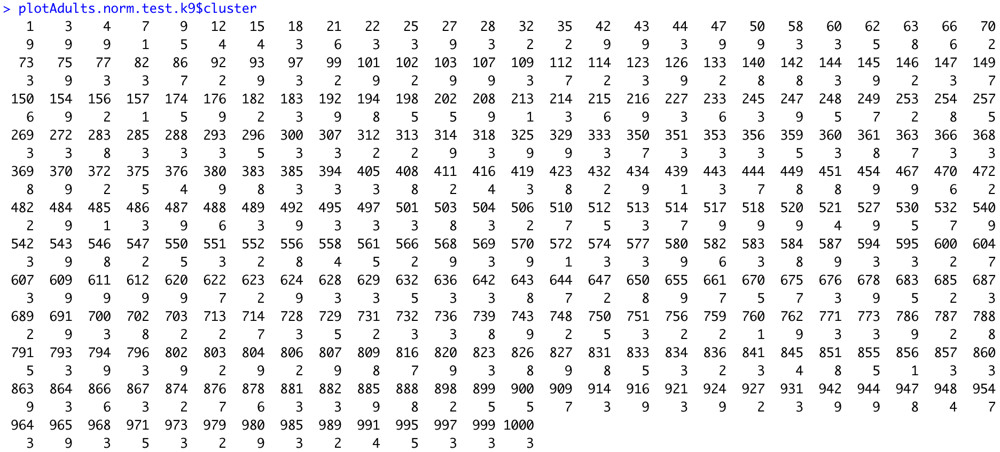 > plotAdults.norm.test.k9$cluster
1 3 4 7 9 12 15 18 21 22 25 27 28 32 35 42 43 44 47 50 58 60 62 63 66 70
9 9 9 1 5 4 4 3 6 3 3 9 3 2 2 9 9 3 9 9 3 3 5 8 6 2
73 75 77 82 86 92 93 97 99 101 102 103 107 109 112 114 123 126 133 140 142 144 145 146 147 149
3 9 3 3 7 2 9 3 2 9 2 9 9 3 7 2 3 9 2 8 8 3 9 2 3 7
150 154 156 157 174 176 182 183 192 194 198 202 208 213 214 215 216 227 233 245 247 248 249 253 254 257
6 9 2 1 5 9 2 3 9 8 5 5 9 1 3 6 9 3 6 3 9 5 7 2 8 5
269 272 283 285 288 293 296 300 307 312 313 314 318 325 329 333 350 351 353 356 359 360 361 363 366 368
3 3 8 3 3 3 5 3 3 2 2 9 3 9 9 3 7 3 3 3 5 3 8 7 3 3
369 370 372 375 376 380 383 385 394 405 408 411 416 419 423 432 434 439 443 444 449 451 454 467 470 472
8 9 2 5 4 9 8 3 3 3 8 2 4 3 8 2 9 1 3 7 8 8 9 9 6 2
482 484 485 486 487 488 489 492 495 497 501 503 504 506 510 512 513 514 517 518 520 521 527 530 532 540
2 9 1 3 9 6 3 9 3 3 3 8 3 2 7 5 3 7 9 9 9 4 9 5 7 9
542 543 546 547 550 551 552 556 558 561 566 568 569 570 572 574 577 580 582 583 584 587 594 595 600 604
3 9 8 2 5 3 2 8 4 5 2 9 3 9 1 3 3 9 6 3 8 9 3 3 2 7
607 609 611 612 620 622 623 624 628 629 632 636 642 643 644 647 650 655 661 670 675 676 678 683 685 687
3 9 9 9 9 7 2 9 3 3 5 3 3 8 7 2 8 9 7 5 7 3 9 5 2 3
689 691 700 702 703 713 714 728 729 731 732 736 739 743 748 750 751 756 759 760 762 771 773 786 787 788
2 9 3 8 2 2 7 3 5 2 3 3 8 9 2 5 3 2 2 1 9 3 3 9 2 8
791 793 794 796 802 803 804 806 807 809 816 820 823 826 827 831 833 834 836 841 845 851 855 856 857 860
5 3 9 3 9 2 9 2 9 8 7 9 3 8 9 8 5 3 2 3 4 8 5 1 3 3
863 864 866 867 874 876 878 881 882 885 888 898 899 900 909 914 916 921 924 927 931 942 944 947 948 954
9 3 6 3 2 7 6 3 3 9 8 2 5 5 7 3 9 3 9 2 3 9 9 8 4 7
964 965 968 971 973 979 980 985 989 991 995 997 999 1000
3 9 3 5 3 2 9 3 2 4 5 3 3 3